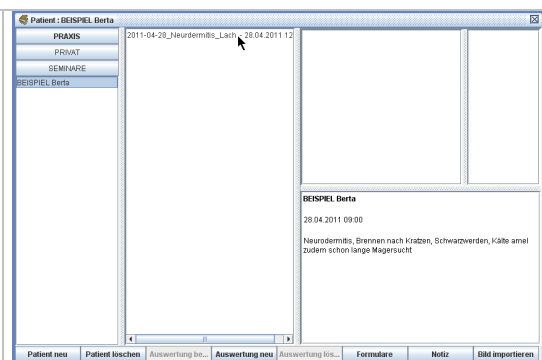 Patient : BEISPIEL Berta
PRAXIS
PRIVAT
SEMINARE
BEISPIEL Berta
2011-04-28_Neurdermitis_Lach - 28.04.2011 12
BEISPIEL Berta
28.04.2011 09:00
Neurodermitis, Brennen nach Kratzen, Schwarzwerden, Kälte amel
zudem schon lange Magersucht
Patient neu
Patient löschen
Auswertung be...
Auswertung neu
Auswertung lös...
Formulare
Notiz
Bild importieren